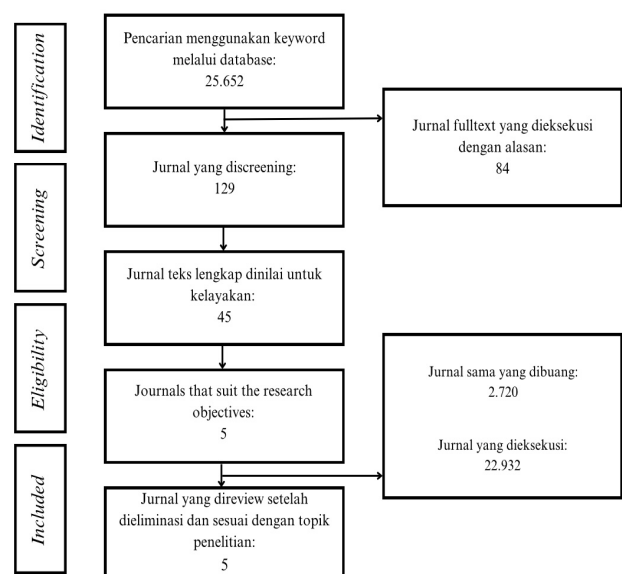 Identification
Pencarian menggunakan keyword
melalui database:
25.652
Jurnal fulltext yang dieksekusi
dengan alasan:
84
Screening
Jurnal yang discreening:
129
Jurnal teks lengkap dinilai untuk
kelayakan:
45
Eligibility
Journals that suit the research
objectives:
5
Jurnal sama yang dibuang:
2.720
Jurnal yang dieksekusi:
22.932
Included
Jurnal yang direview setelah
dieliminasi dan sesuai dengan topik
penelitian:
5